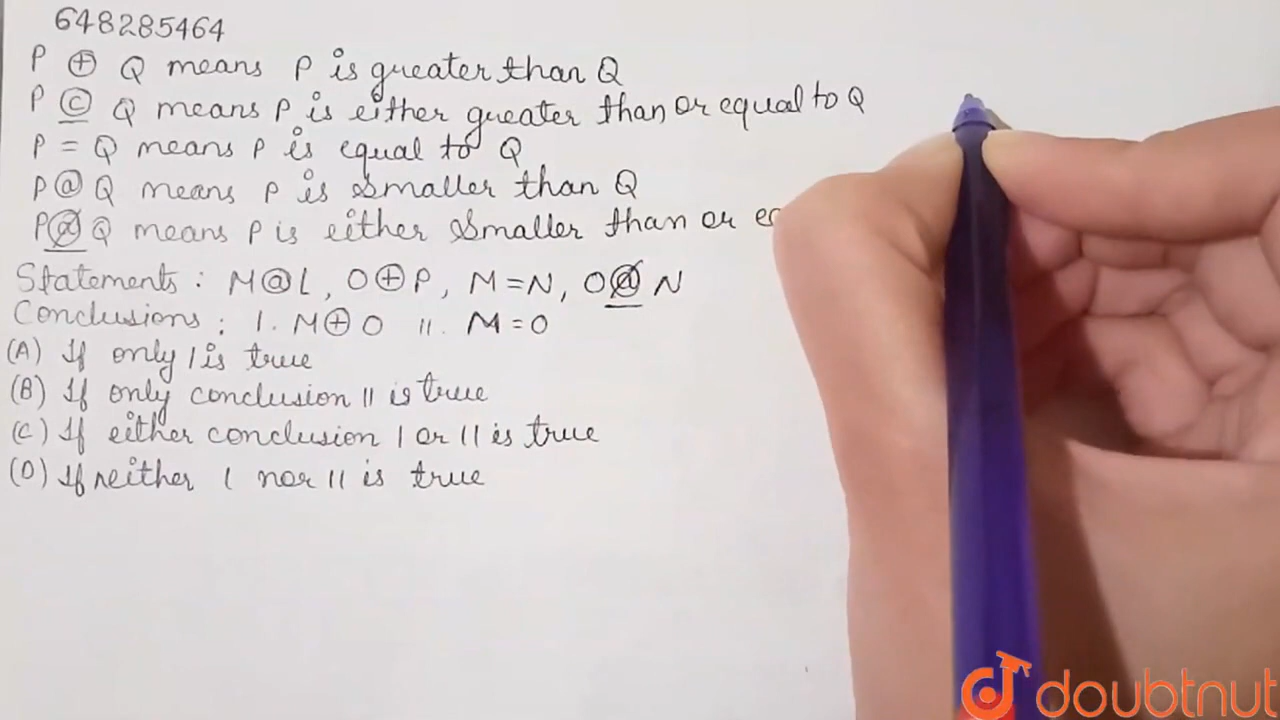 648285464
P ⊕ Q means P is greater than Q
P © Q means P is either greater than or equal to Q
P = Q means P is equal to Q
P @ Q means P is Smaller than Q
P @ Q means P is either Smaller than or
Statements : M @ L , O ⊕ P , M = N , O @ N
Conclusions : I. M ⊕ O II. M = O
(A) If only I is true
(B) If only conclusion II is true
(C) If either conclusion I or II is true
(D) If neither I nor II is true
doubtnut